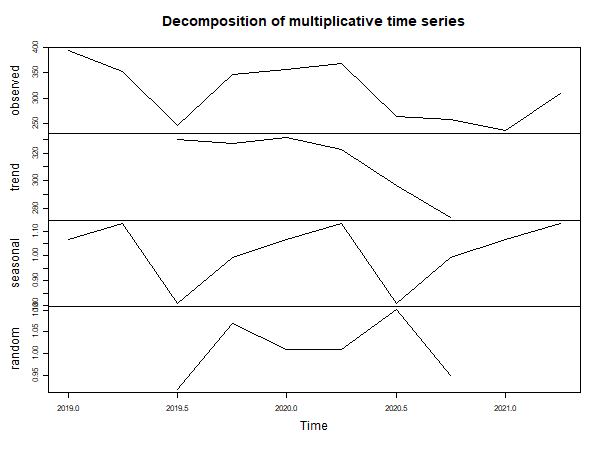 Decomposition of multiplicative time series
observed
250 300 350 400
trend
280 300 320
seasonal
0.90 1.00 1.10
random
0.95 1.00 1.05
2019.0 2019.5 2020.0 2020.5 2021.0
Time